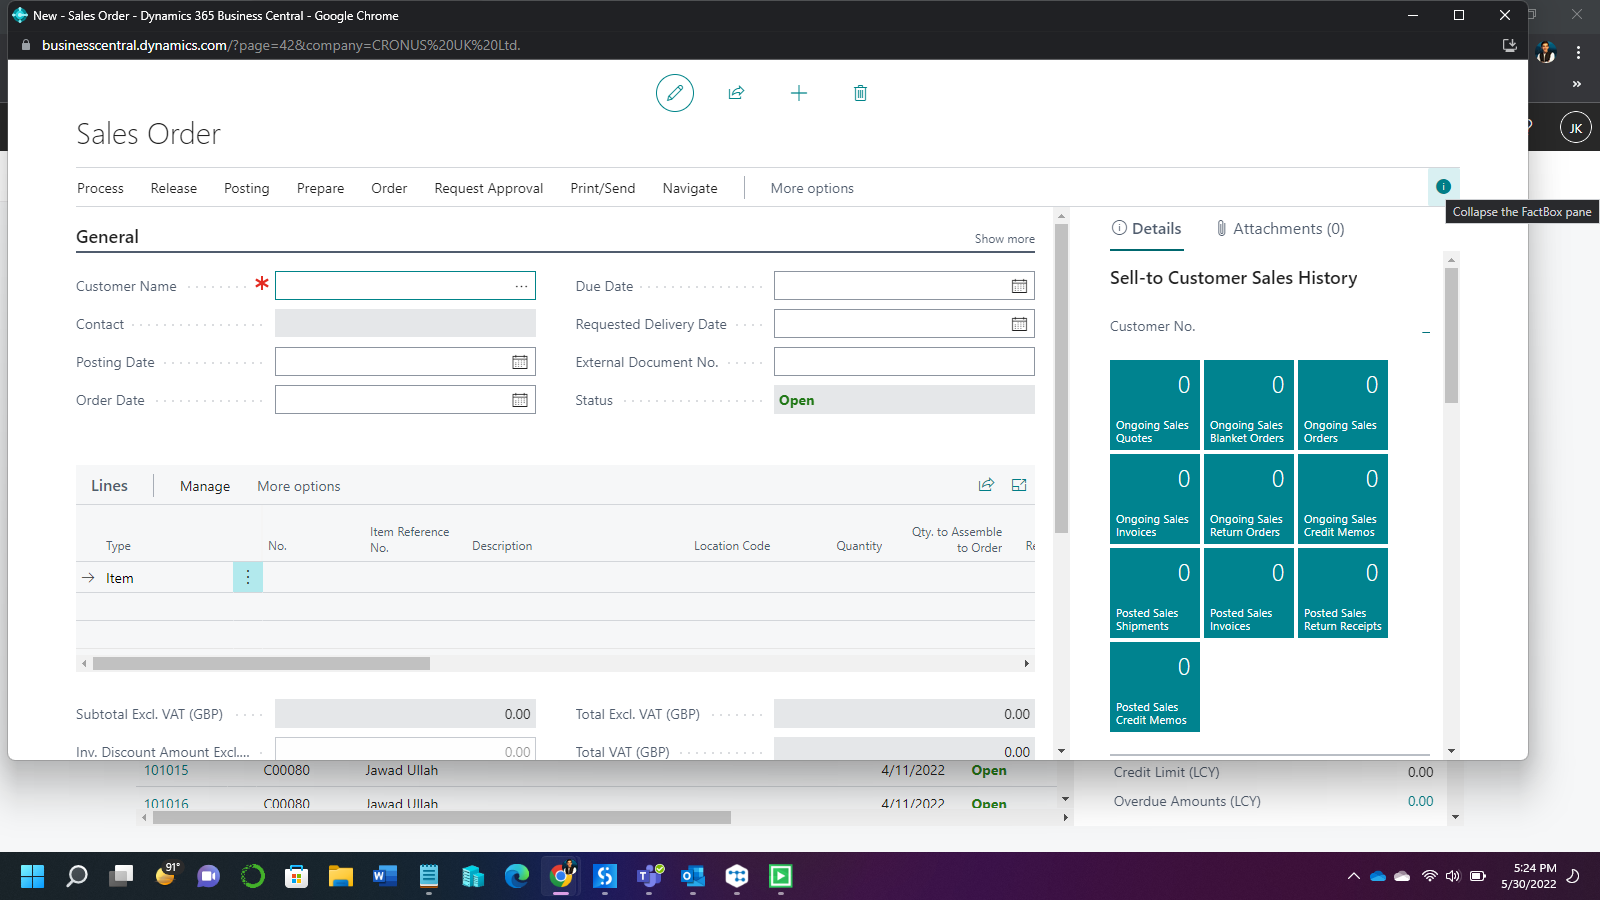 New - Sales Order - Dynamics 365 Business Central - Google Chrome
businesscentral.dynamics.com/?page=42&company=CRONUS%20UK%20Ltd.
»
JK
Sales Order
Process Release Posting Prepare Order Request Approval Print/Send Navigate More options
Collapse the FactBox pane
General Show more
Customer Name * ...
Contact
Posting Date
Order Date
Due Date
Requested Delivery Date
External Document No.
Status Open
Lines Manage More options
Type No. Item Reference No. Description Location Code Quantity Qty. to Assemble to Order Re
Item
Subtotal Excl. VAT (GBP) 0.00
Total Excl. VAT (GBP) 0.00
Inv. Discount Amount Excl.... 0.00
Total VAT (GBP) 0.00
Details Attachments (0)
Sell-to Customer Sales History
Customer No. _
0 Ongoing Sales Quotes
0 Ongoing Sales Blanket Orders
0 Ongoing Sales Orders
0 Ongoing Sales Invoices
0 Ongoing Sales Return Orders
0 Ongoing Sales Credit Memos
0 Posted Sales Shipments
0 Posted Sales Invoices
0 Posted Sales Return Receipts
0 Posted Sales Credit Memos
101015 C00080 Jawad Ullah 4/11/2022 Open
101016 C00080 Jawad Ullah 4/11/2022 Open
Credit Limit (LCY) 0.00
Overdue Amounts (LCY) 0.00
91°
5:24 PM
5/30/2022